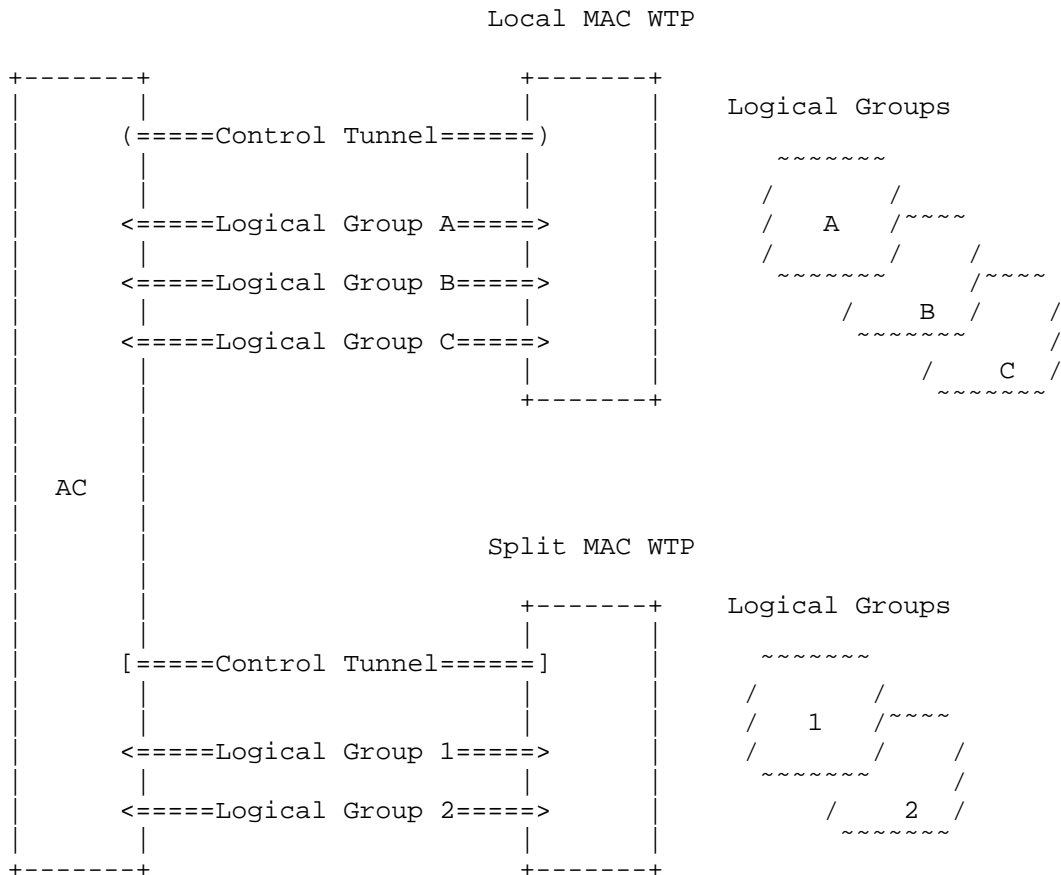 Local MAC WTP
Logical Groups
(=====Control Tunnel======)
<=====Logical Group A=====>
A
<=====Logical Group B=====>
B
<=====Logical Group C=====>
C
AC
Split MAC WTP
Logical Groups
[=====Control Tunnel======]
1
<=====Logical Group 1=====>
<=====Logical Group 2=====>
2